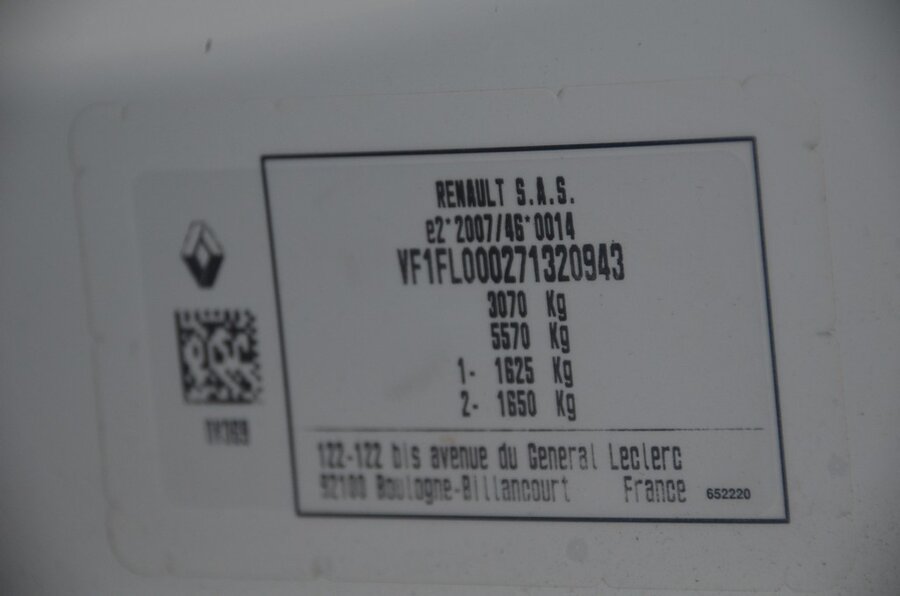 RENAULT S.A.S.
e2*2007/46*0014
VF1FL000271320943
3070 Kg
5570 Kg
1- 1625 Kg
2- 1650 Kg
122-122 bis avenue du General Leclerc
92100 Boulogne-Billancourt France 652220